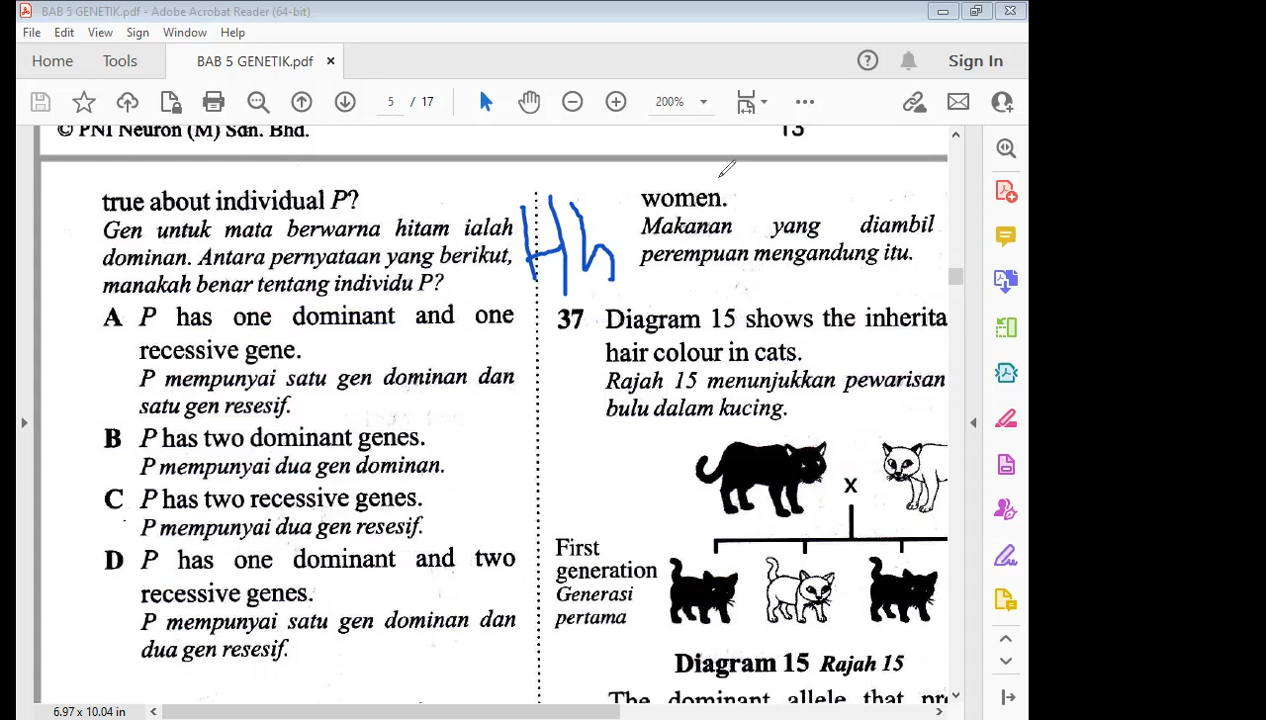 BAB 5 GENETIK.pdf - Adobe Acrobat Reader (64-bit)
File Edit View Sign Window Help
Home Tools BAB 5 GENETIK.pdf × Sign In
5 / 17 200%
© PNI Neuron (M) Sdn. Bhd. 13
true about individual P?
Gen untuk mata berwarna hitam ialah
dominan. Antara pernyataan yang berikut,
manakah benar tentang individu P?
A P has one dominant and one
recessive gene.
P mempunyai satu gen dominan dan
satu gen resesif.
B P has two dominant genes.
P mempunyai dua gen dominan.
C P has two recessive genes.
P mempunyai dua gen resesif.
D P has one dominant and two
recessive genes.
P mempunyai satu gen dominan dan
dua gen resesif.
Hh
women.
Makanan yang diambil
perempuan mengandung itu.
37 Diagram 15 shows the inherita
hair colour in cats.
Rajah 15 menunjukkan pewarisan
bulu dalam kucing.
x
First
generation
Generasi
pertama
Diagram 15 Rajah 15
The dominant allele that pr
6.97 x 10.04 in